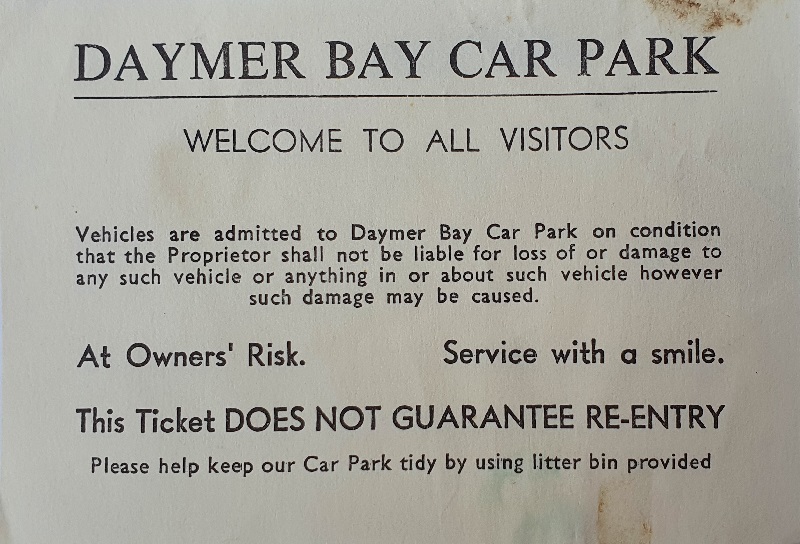 DAYMER BAY CAR PARK
WELCOME TO ALL VISITORS
Vehicles are admitted to Daymer Bay Car Park on condition
that the Proprietor shall not be liable for loss of or damage to
any such vehicle or anything in or about such vehicle however
such damage may be caused.
At Owners' Risk. Service with a smile.
This Ticket DOES NOT GUARANTEE RE-ENTRY
Please help keep our Car Park tidy by using litter bin provided